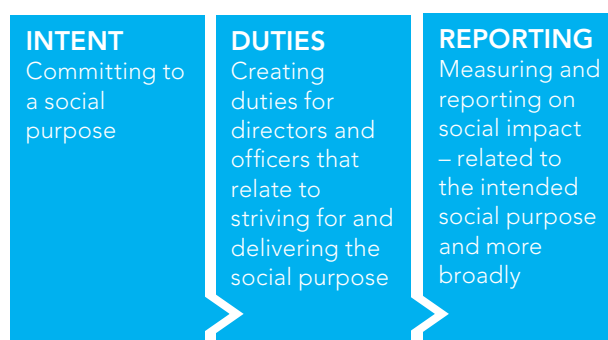 INTENT
Committing to
a social
purpose
DUTIES
Creating
duties for
directors and
officers that
relate to
striving for and
delivering the
social purpose
REPORTING
Measuring and
reporting on
social impact
– related to
the intended
social purpose
and more
broadly